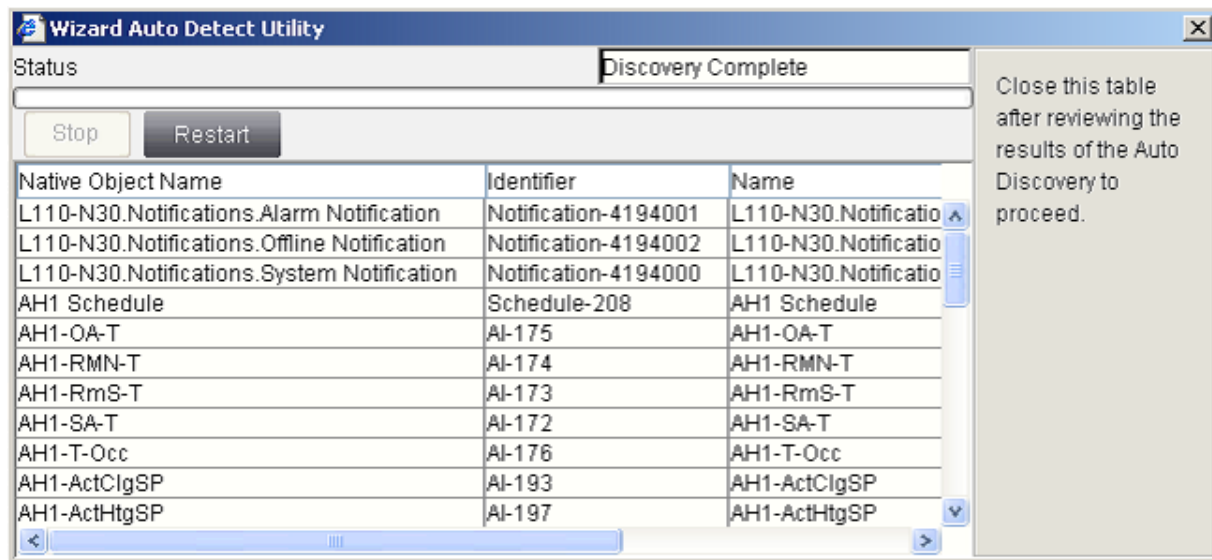 Wizard Auto Detect Utility
Status Discovery Complete
Stop Restart
Native Object Name Identifier Name
L110-N30.Notifications.Alarm Notification Notification-4194001 L110-N30.Notificatio
L110-N30.Notifications.Offline Notification Notification-4194002 L110-N30.Notificatio
L110-N30.Notifications.System Notification Notification-4194000 L110-N30.Notificatio
AH1 Schedule Schedule-208 AH1 Schedule
AH1-OA-T AI-175 AH1-OA-T
AH1-RMN-T AI-174 AH1-RMN-T
AH1-RmS-T AI-173 AH1-RmS-T
AH1-SA-T AI-172 AH1-SA-T
AH1-T-Occ AI-176 AH1-T-Occ
AH1-ActClgSP AI-193 AH1-ActClgSP
AH1-ActHtgSP AI-197 AH1-ActHtgSP
Close this table
after reviewing the
results of the Auto
Discovery to
proceed.